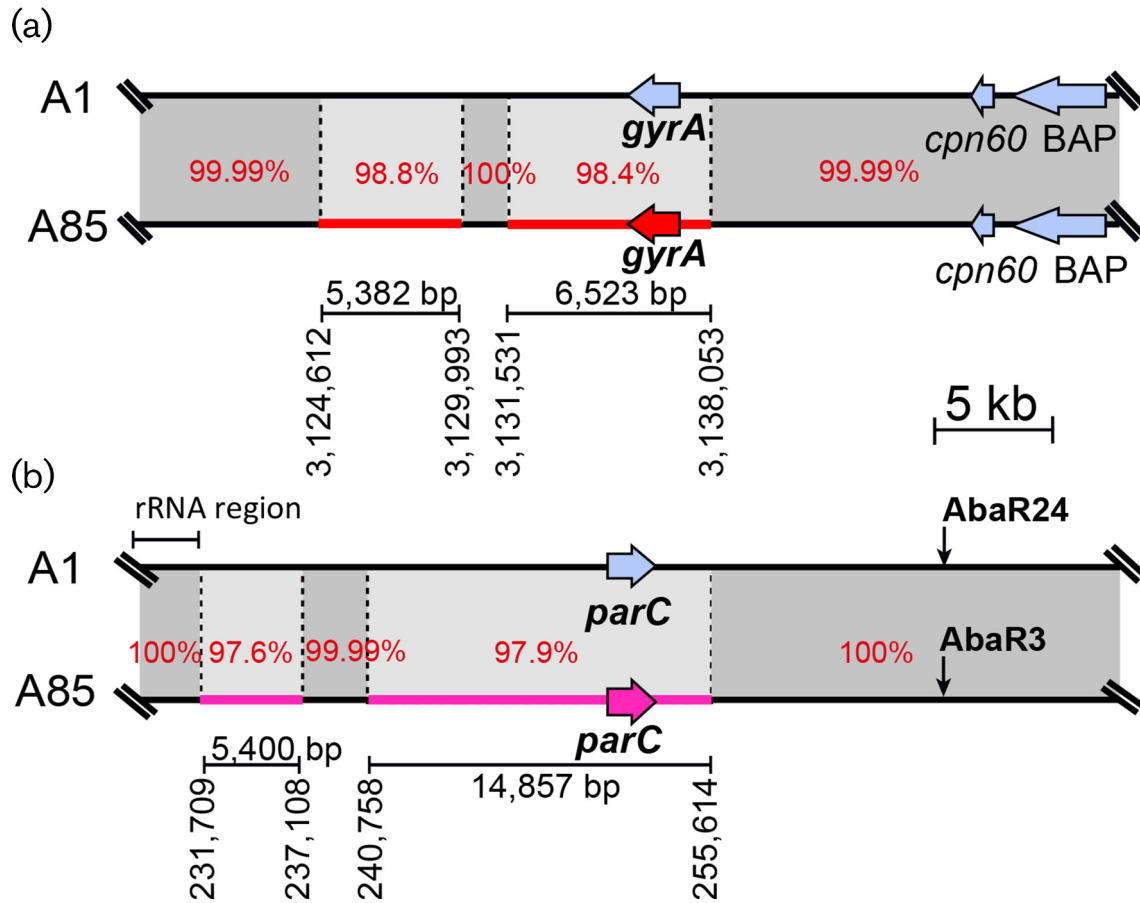 (a)
A1
gyrA
cpn60 BAP
99.99% 98.8% 100% 98.4% 99.99%
A85
gyrA
cpn60 BAP
5,382 bp 6,523 bp
3,124,612 3,129,993 3,131,531 3,138,053
5 kb
(b)
rRNA region
AbaR24
A1
parC
100% 97.6% 99.99% 97.9% 100%
AbaR3
A85
parC
5,400 bp 14,857 bp
231,709 237,108 240,758 255,614